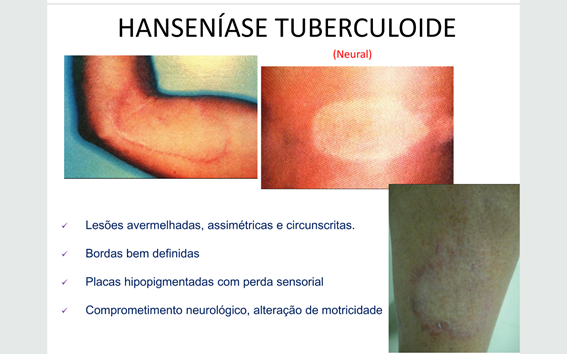 HANSENÍASE TUBERCULOIDE
(Neural)
Lesões avermelhadas, assimétricas e circunscritas.
Bordas bem definidas
Placas hipopigmentadas com perda sensorial
Comprometimento neurológico, alteração de motricidade